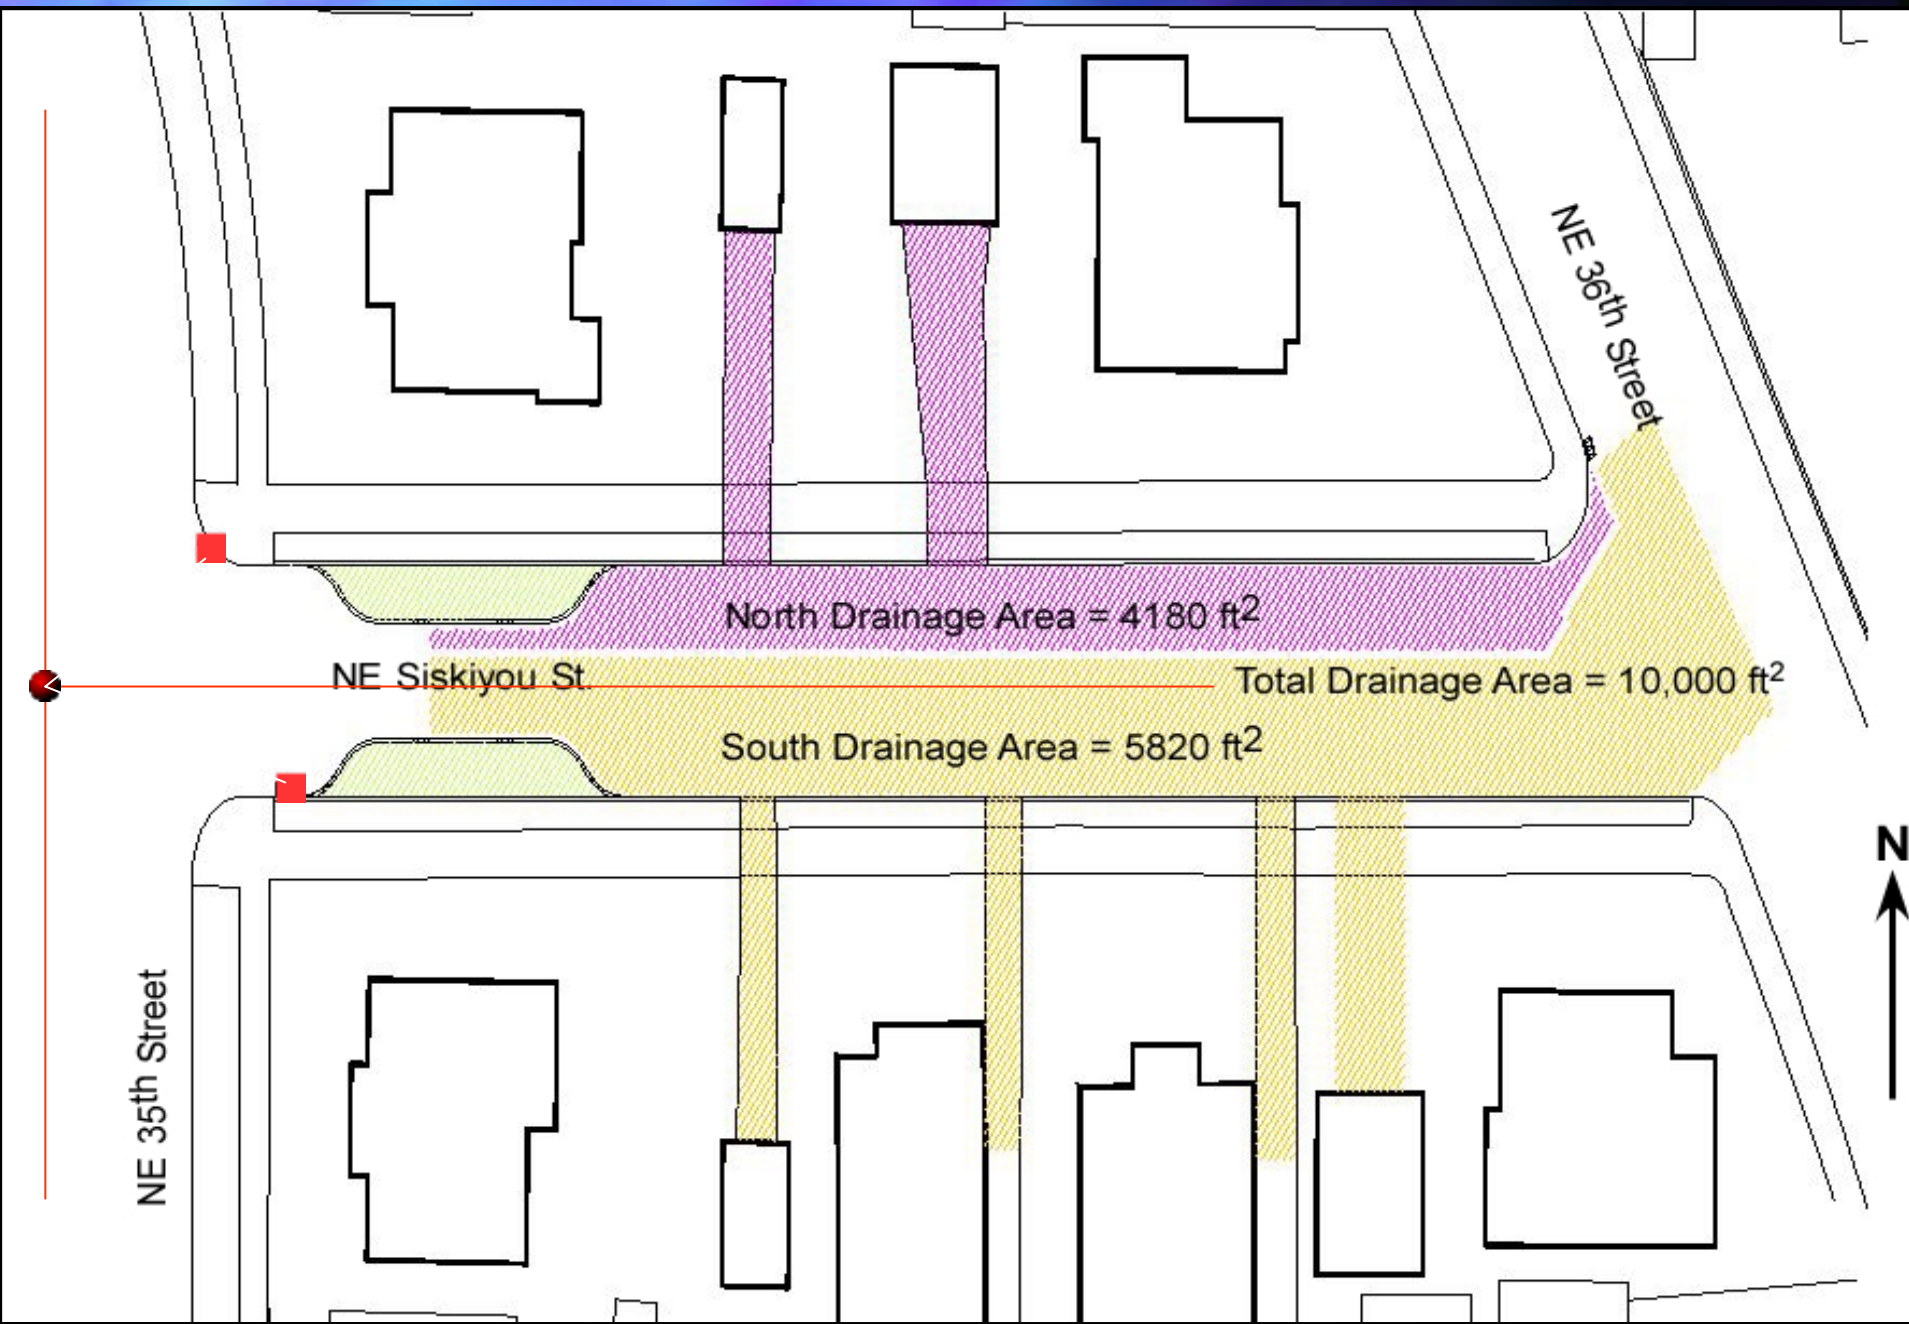 NE 36th Street
North Drainage Area = 4180 ft2
NE Siskiyou St.
Total Drainage Area = 10,000 ft²
South Drainage Area = 5820 ft2
N
NE 35th Street